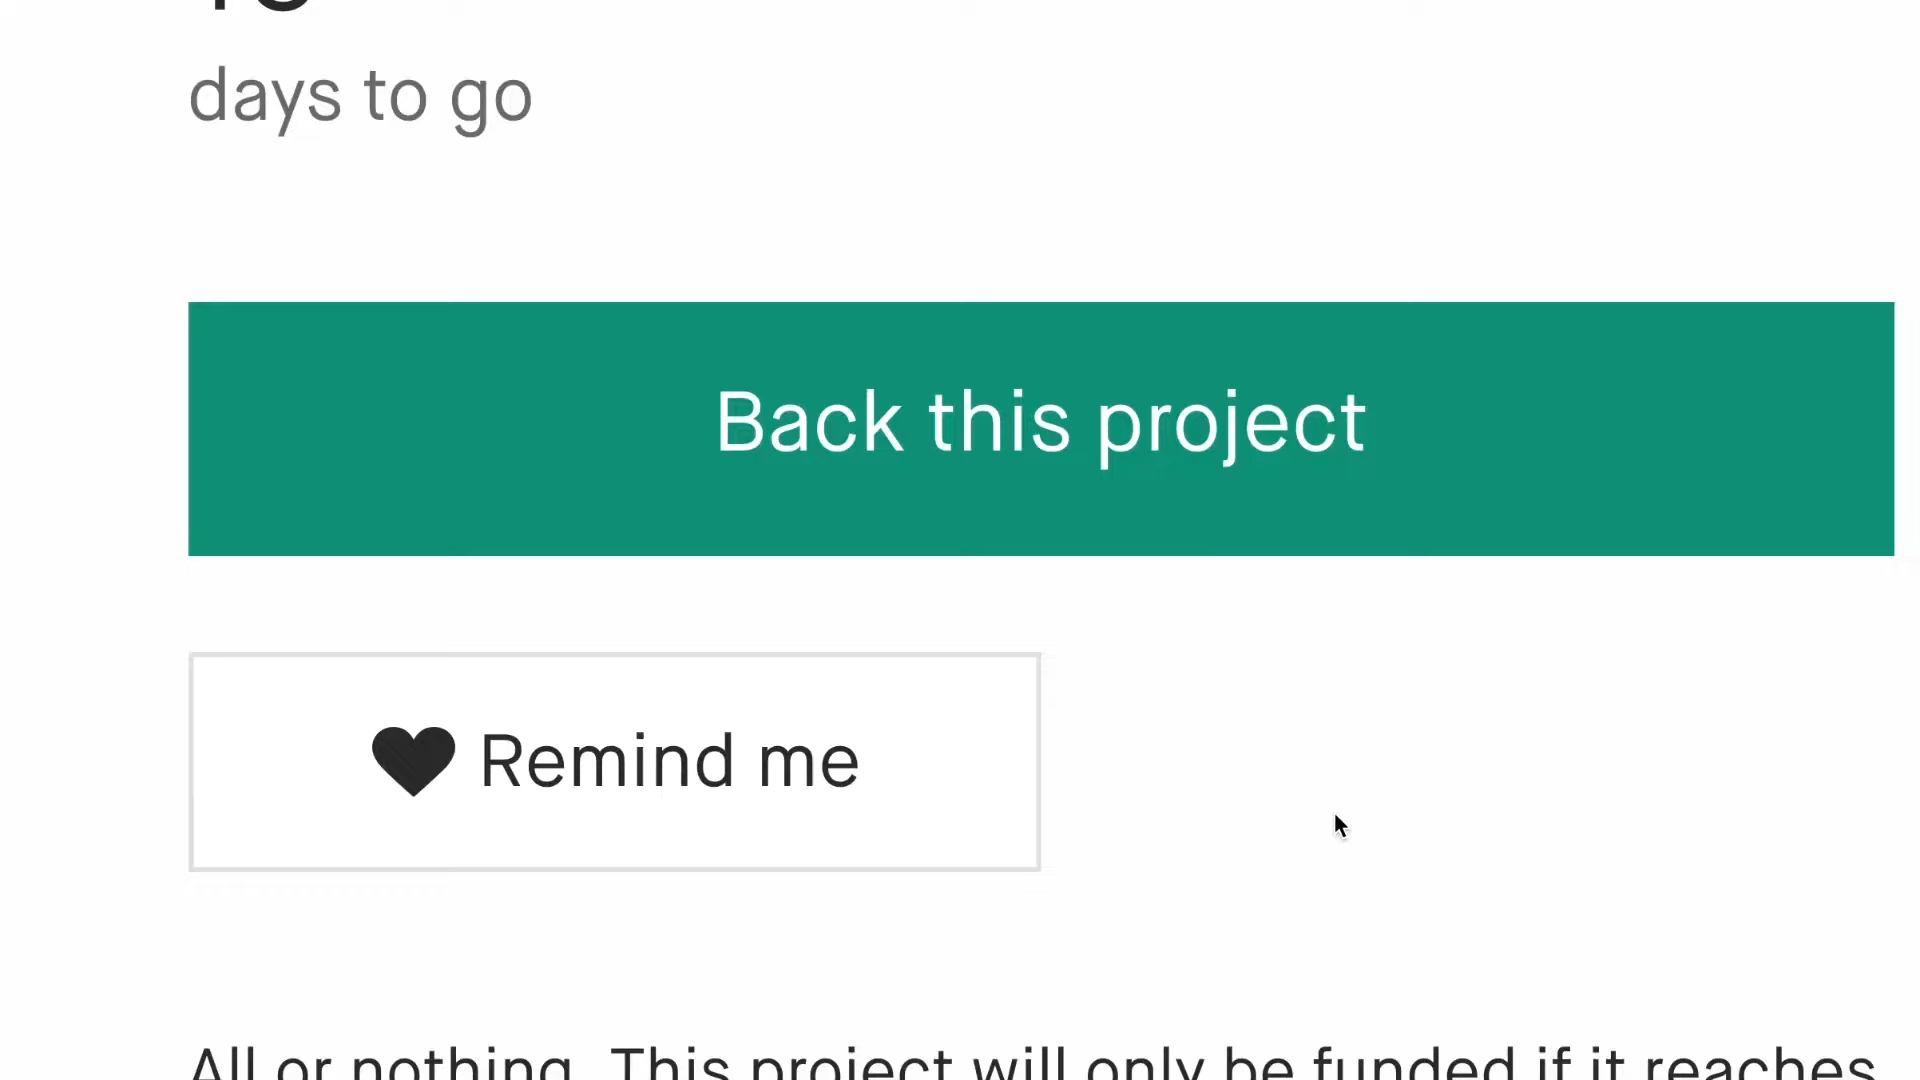 days to go
Back this project
Remind me
All or nothing. This project will only be funded if it reaches